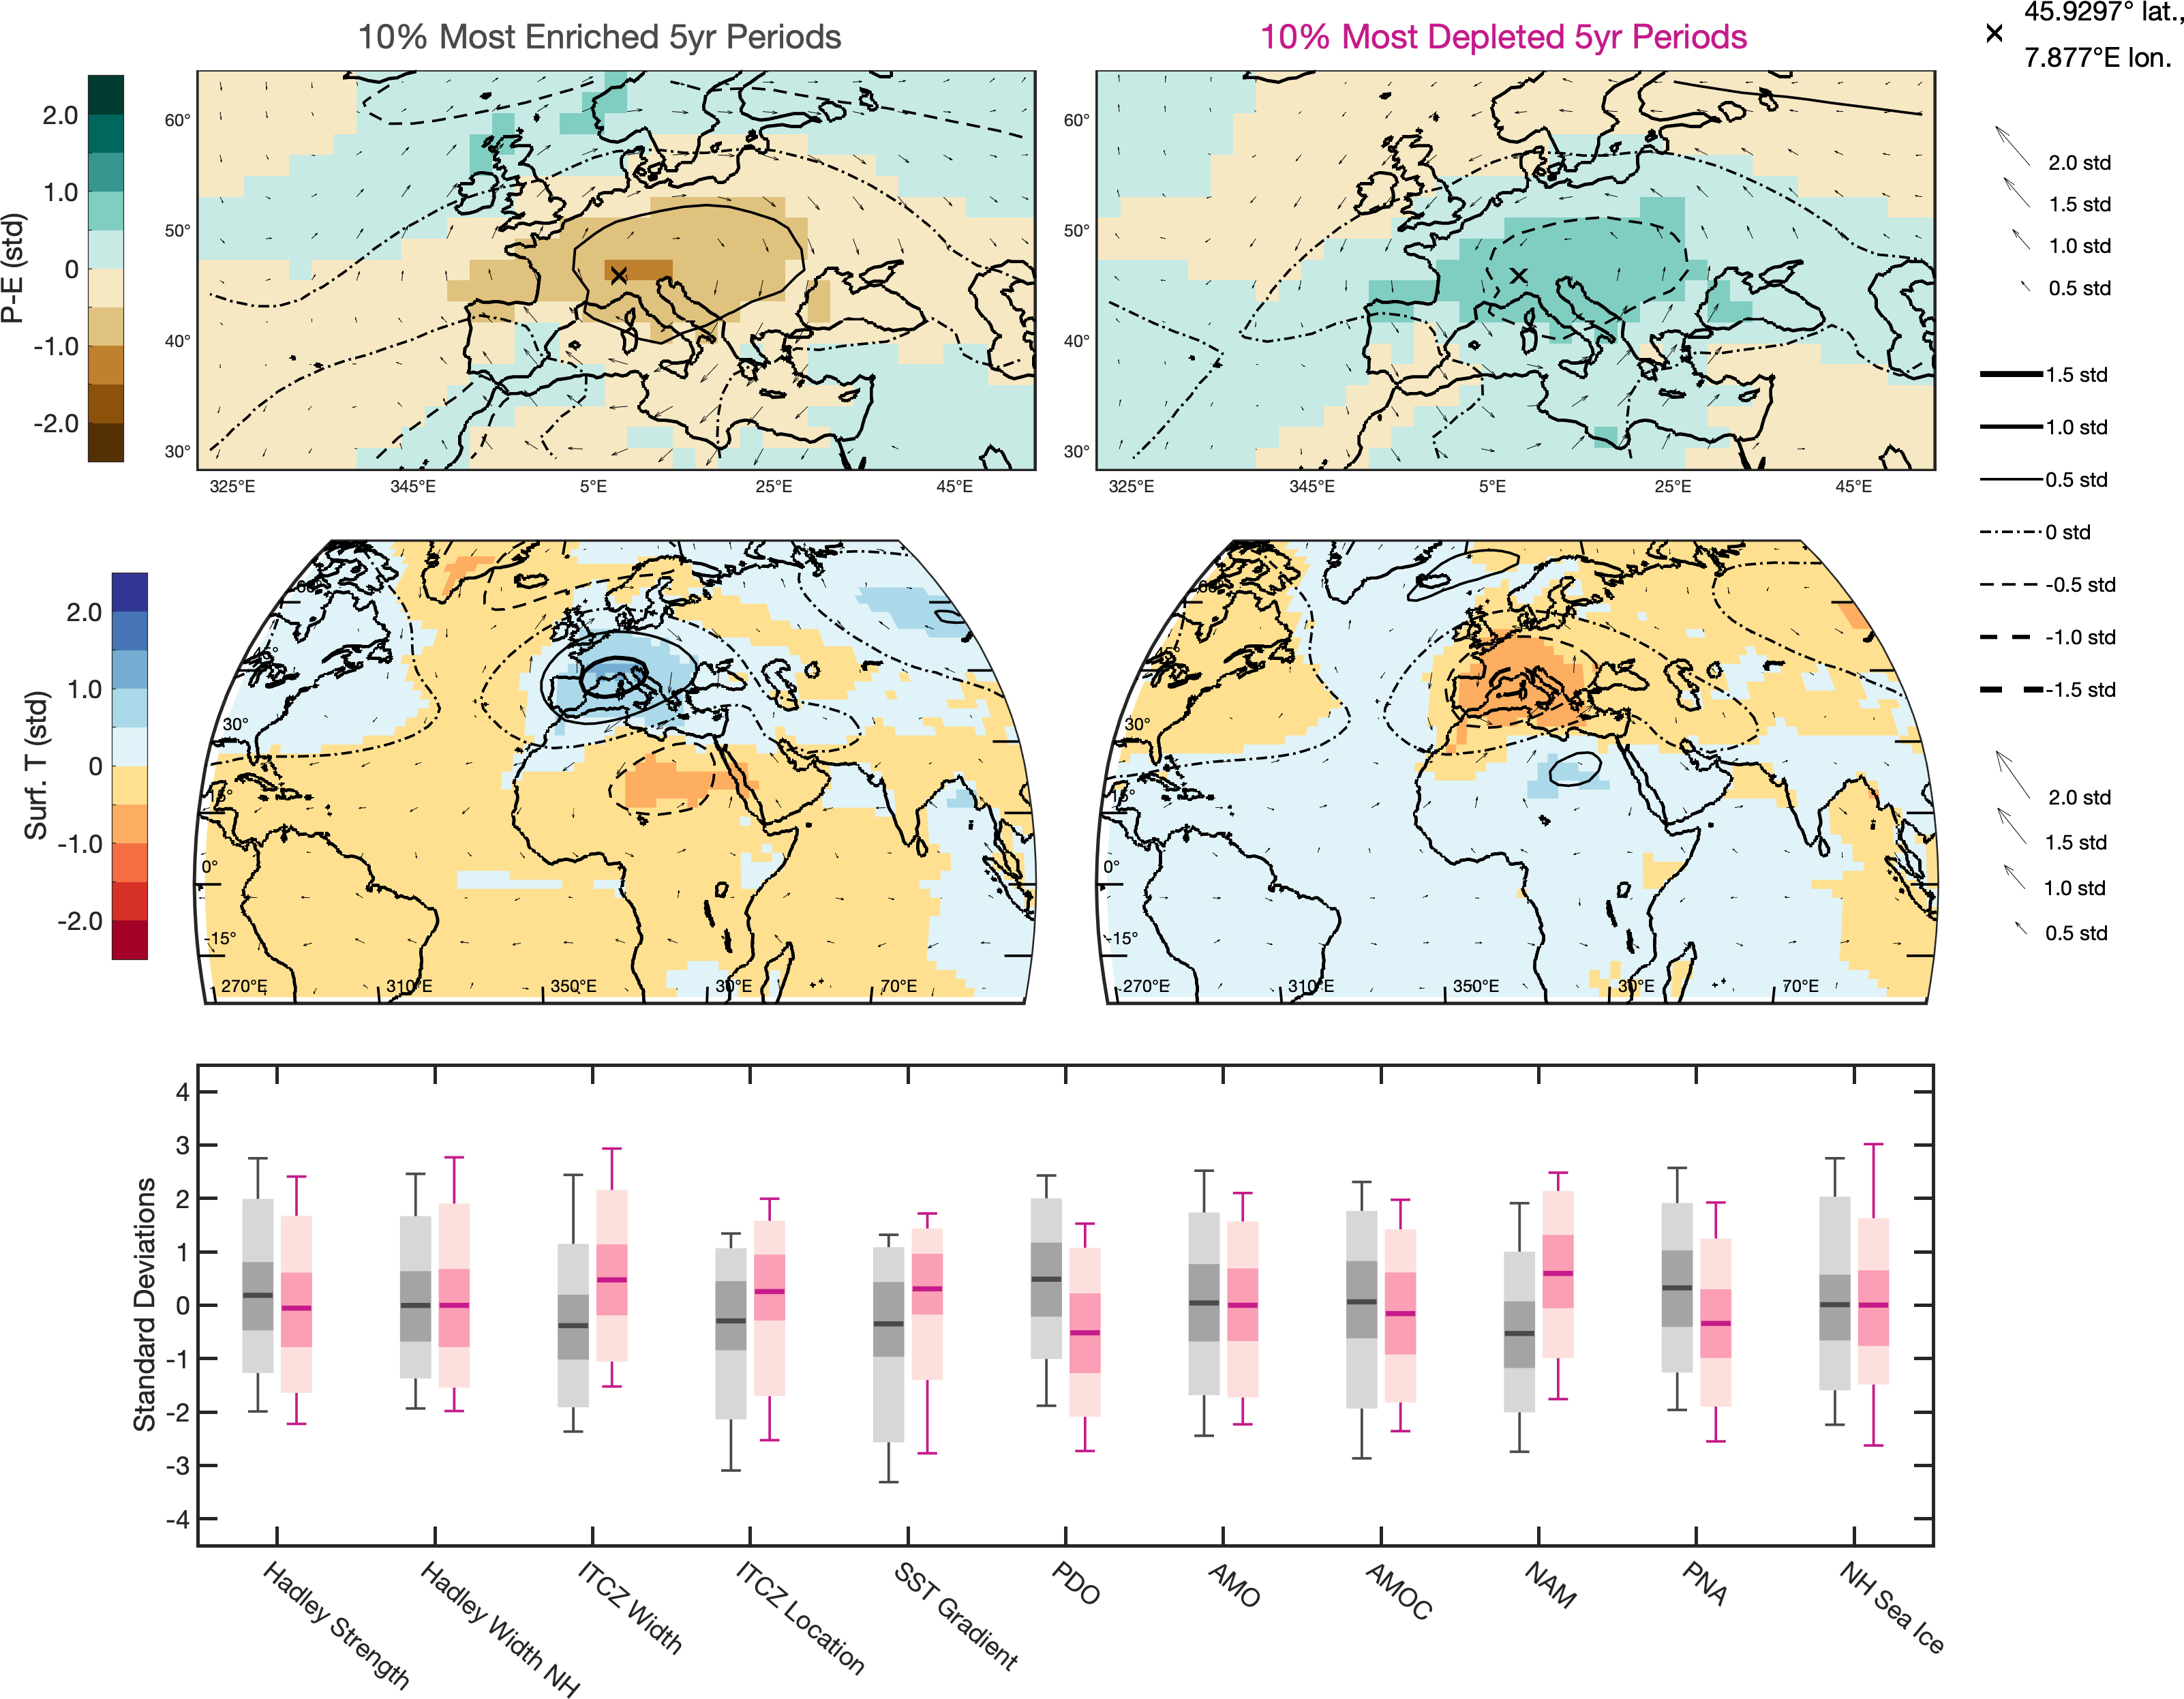 10% Most Enriched 5yr Periods
10% Most Depleted 5yr Periods
45.9297° lat.,
7.877°E lon.
P-E (std)
2.0
1.0
0
-1.0
-2.0
60°
50°
40°
30°
325°E 345°E 5°E 25°E 45°E
60°
50°
40°
30°
325°E 345°E 5°E 25°E 45°E
2.0 std
1.5 std
1.0 std
0.5 std
1.5 std
1.0 std
0.5 std
0 std
-0.5 std
-1.0 std
-1.5 std
Surf. T (std)
2.0
1.0
0
-1.0
-2.0
30°
15°
0°
-15°
270°E 310°E 350°E 30°E 70°E
30°
15°
0°
-15°
270°E 310°E 350°E 30°E 70°E
2.0 std
1.5 std
1.0 std
0.5 std
Standard Deviations
4
3
2
1
0
-1
-2
-3
-4
Hadley Strength
Hadley Width NH
ITCZ Width
ITCZ Location
SST Gradient
PDO
AMO
AMOC
NAM
PNA
NH Sea Ice